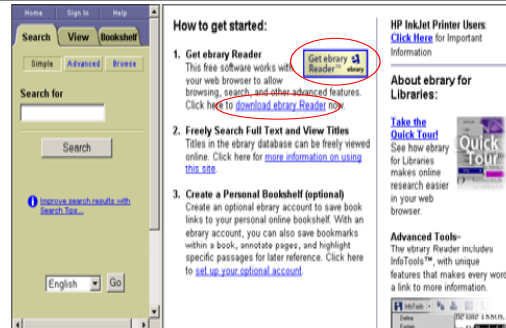 Home Sign In Help
Search View Bookshelf
Simple Advanced Browse
Search for
Search
Improve search results with
Search Tips...
English Go
How to get started:
1. Get ebrary Reader
This free software works with
your web browser to allow
browsing, search, and other advanced features.
Click here to download ebrary Reader now.
Get ebrary
Reader™ ebrary
2. Freely Search Full Text and View Titles
Titles in the ebrary database can be freely viewed
online. Click here for more information on using
this site.
3. Create a Personal Bookshelf (optional)
Create an optional ebrary account to save book
links to your personal online bookshelf. With an
ebrary account, you can also save bookmarks
within a book, annotate pages, and highlight
specific passages for later reference. Click here
to set up your optional account.
HP InkJet Printer Users:
Click Here for Important
Information
About ebrary for
Libraries:
Take the
Quick Tour!
See how ebrary
for Libraries
makes online
research easier
in your web
browser.
Quick
Tour
Advanced Tools-
The ebrary Reader includes
InfoTools™, with unique
features that makes every word
a link to more information.
InfoTools
Define
Explain